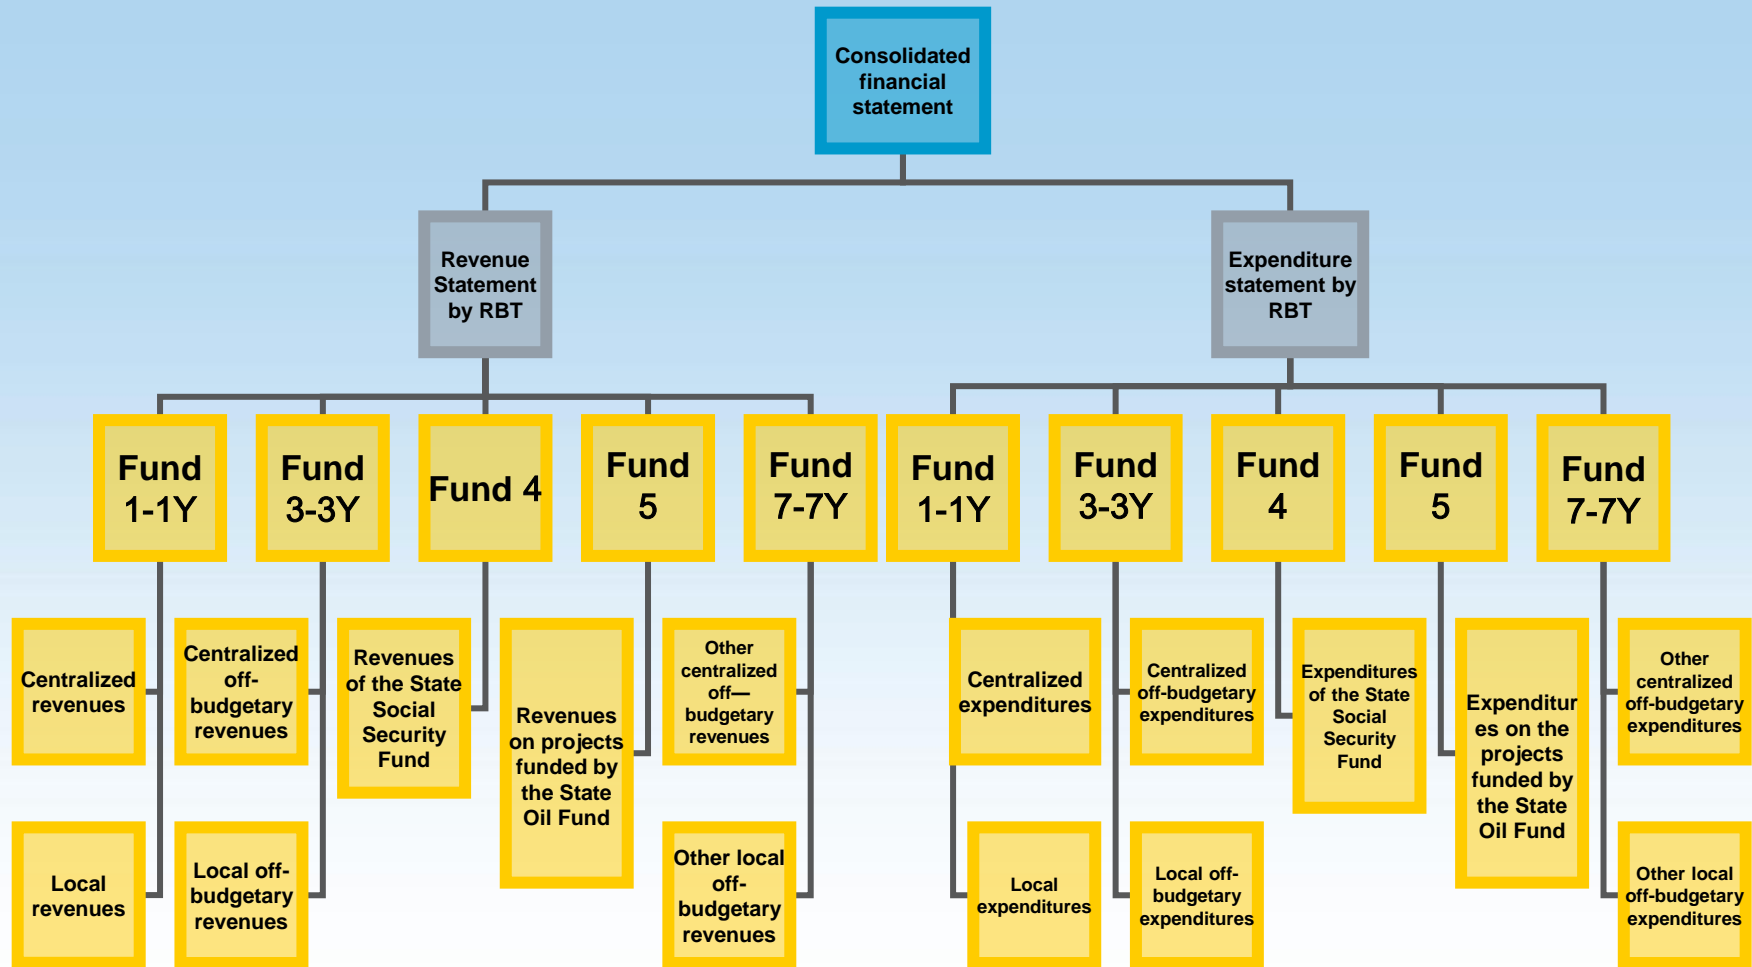 Consolidated
financial
statement
Revenue
Statement
by RBT
Expenditure
statement by
RBT
Fund
1-1Y
Fund
3-3Y
Fund 4
Fund
5
Fund
7-7Y
Fund
1-1Y
Fund
3-3Y
Fund
4
Fund
5
Fund
7-7Y
Centralized
revenues
Centralized
off-
budgetary
revenues
Revenues
of the State
Social
Security
Fund
Revenues
on projects
funded by
the State
Oil Fund
Other
centralized
off—
budgetary
revenues
Centralized
expenditures
Centralized
off-budgetary
expenditures
Expenditures
of the State
Social
Security
Fund
Expenditur
es on the
projects
funded by
the State
Oil Fund
Other
centralized
off-budgetary
expenditures
Local
revenues
Local off-
budgetary
revenues
Other local
off-
budgetary
revenues
Local
expenditures
Local off-
budgetary
expenditures
Other local
off-budgetary
expenditures